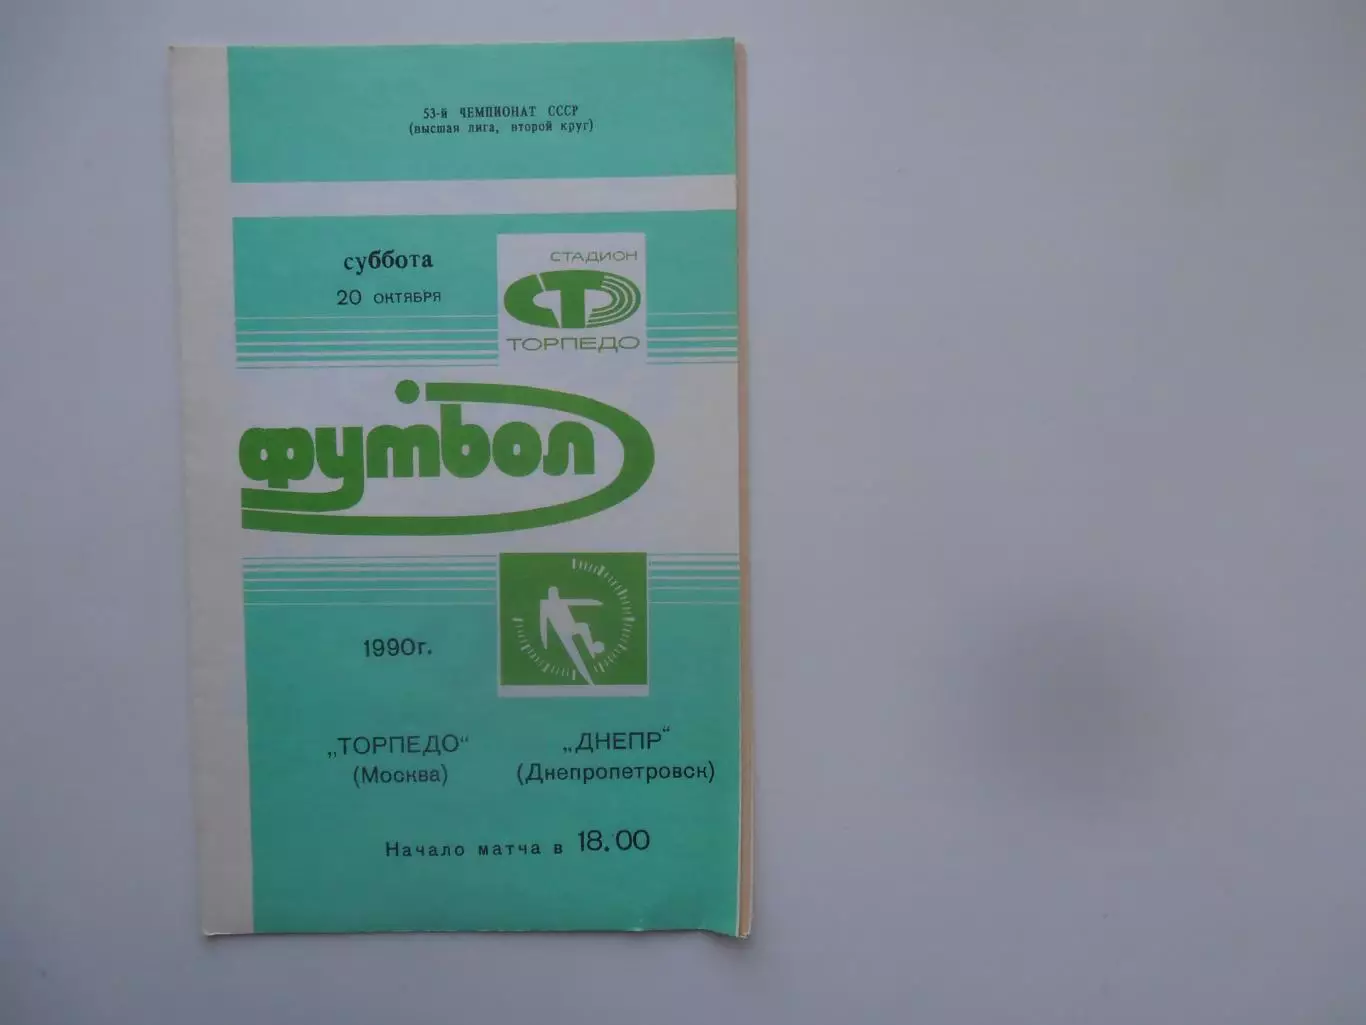 53-й ЧЕМПИОНАТ СССР
(высшая лига, второй круг)
суббота
20 октября
СТАДИОН
СТ
ТОРПЕДО
футбол
1990г.
„ТОРПЕДО“
(Москва)
„ДНЕПР“
(Днепропетровск)
Начало матча в 18.00